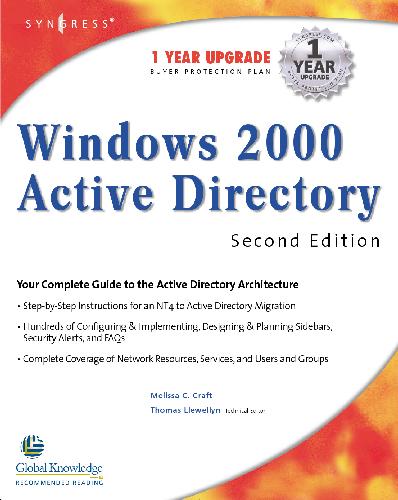 SYNGRESS®
1 YEAR UPGRADE
BUYER PROTECTION PLAN
1
YEAR
UPGRADE
Windows 2000
Active Directory
Second Edition
Your Complete Guide to the Active Directory Architecture
• Step-by-Step Instructions for an NT4 to Active Directory Migration
• Hundreds of Configuring & Implementing, Designing & Planning Sidebars,
Security Alerts, and FAQs
• Complete Coverage of Network Resources, Services, and Users and Groups
Melissa C. Craft
Thomas Llewellyn Technical Editor
Global Knowledge
RECOMMENDED READING